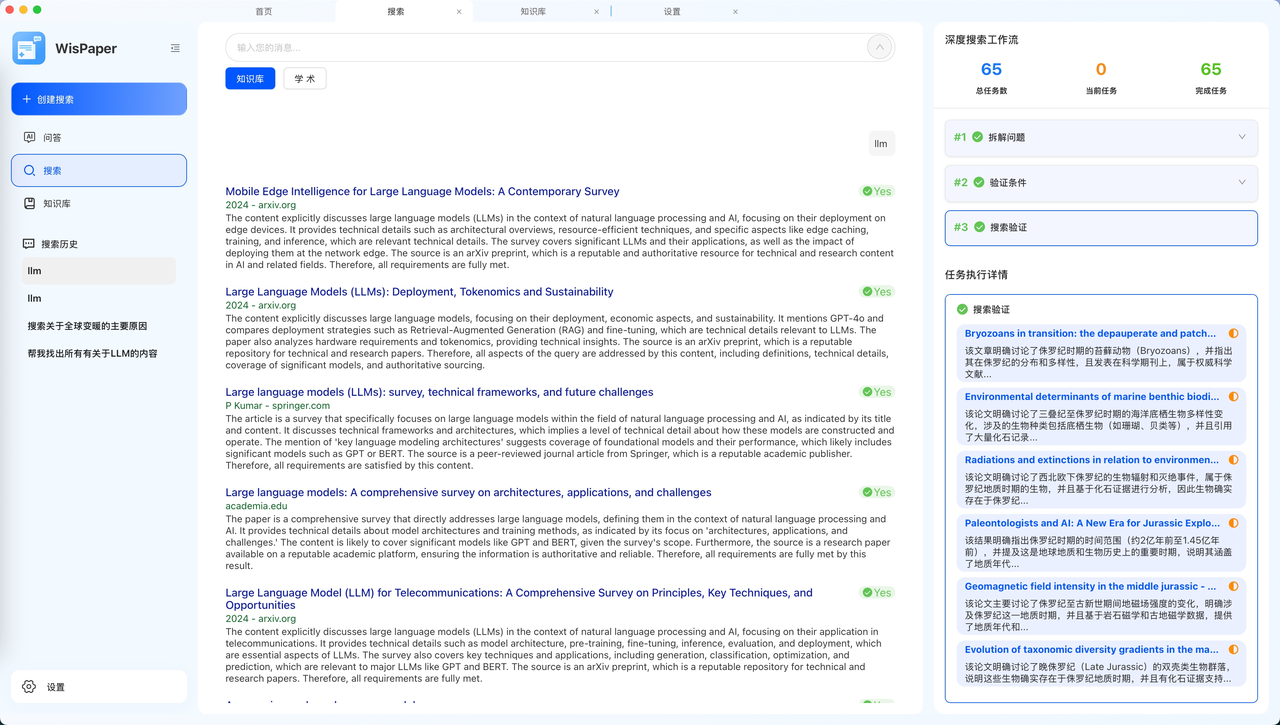 首页
搜索
知识库
设置
WisPaper
创建搜索
问答
搜索
知识库
搜索历史
llm
llm
搜索关于全球变暖的主要原因
帮我找出所有有关于LLM的内容
设置
输入您的消息...
知识库
学 术
llm
Mobile Edge Intelligence for Large Language Models: A Contemporary Survey
Yes
2024 - arxiv.org
The content explicitly discusses large language models (LLMs) in the context of natural language processing and AI, focusing on their deployment on
edge devices. It provides technical details such as architectural overviews, resource-efficient techniques, and specific aspects like edge caching,
training, and inference, which are relevant technical details. The survey covers significant LLMs and their applications, as well as the impact of
deploying them at the network edge. The source is an arXiv preprint, which is a reputable and authoritative resource for technical and research content
in AI and related fields. Therefore, all requirements are fully met.
Large Language Models (LLMs): Deployment, Tokenomics and Sustainability
Yes
2024 - arxiv.org
The content explicitly discusses large language models, focusing on their deployment, economic aspects, and sustainability. It mentions GPT-4o and
compares deployment strategies such as Retrieval-Augmented Generation (RAG) and fine-tuning, which are technical details relevant to LLMs. The
paper also analyzes hardware requirements and tokenomics, providing technical insights. The source is an arXiv preprint, which is a reputable
repository for technical and research papers. Therefore, all aspects of the query are addressed by this content, including definitions, technical details,
coverage of significant models, and authoritative sourcing.
Large language models (LLMs): survey, technical frameworks, and future challenges
Yes
P Kumar - springer.com
The article is a survey that specifically focuses on large language models within the field of natural language processing and AI, as indicated by its title
and content. It discusses technical frameworks and architectures, which implies a level of technical detail about how these models are constructed and
operate. The mention of 'key language modeling architectures' suggests coverage of foundational models and their performance, which likely includes
significant models such as GPT or BERT. The source is a peer-reviewed journal article from Springer, which is a reputable academic publisher.
Therefore, all requirements are satisfied by this content.
Large language models: A comprehensive survey on architectures, applications, and challenges
Yes
academia.edu
The paper is a comprehensive survey that directly addresses large language models, defining them in the context of natural language processing and
AI. It provides technical details about model architectures and training methods, as indicated by its focus on 'architectures, applications, and
challenges.' The content is likely to cover significant models like GPT and BERT, given the survey's scope. Furthermore, the source is a research paper
available on a reputable academic platform, ensuring the information is authoritative and reliable. Therefore, all requirements are fully met by this
result.
Large Language Model (LLM) for Telecommunications: A Comprehensive Survey on Principles, Key Techniques, and
Opportunities
Yes
2024 - arxiv.org
The content explicitly discusses large language models (LLMs) in the context of natural language processing and AI, focusing on their application in
telecommunications. It provides technical details such as model architecture, pre-training, fine-tuning, inference, evaluation, and deployment, which
are essential aspects of LLMs. The survey also covers key techniques and applications, including generation, classification, optimization, and
prediction, which are relevant to major LLMs like GPT and BERT. The source is an arXiv preprint, which is a reputable repository for technical and
research papers. Therefore, all requirements are fully met.
深度搜索工作流
65
0
65
总任务数
当前任务
完成任务
#1 拆解问题
#2 验证条件
#3 搜索验证
任务执行详情
搜索验证
Bryozoans in transition: the depauperate and patch...
该文章明确讨论了侏罗纪时期的苔藓动物（Bryozoans），并指出
其在侏罗纪的分布和多样性，且发表在科学期刊上，属于权威科学
文献...
Environmental determinants of marine benthic biodi...
该论文明确讨论了三叠纪至侏罗纪时期的海洋底栖生物多样性变
化，涉及的生物种类包括底栖生物（如珊瑚、贝类等），并且引用
了大量化石记录...
Radiations and extinctions in relation to environmen...
该论文明确讨论了西北欧下侏罗纪的生物辐射和灭绝事件，属于侏
罗纪地质时期的生物，并且基于化石证据进行分析，因此生物确实
存在于侏罗纪...
Paleontologists and AI: A New Era for Jurassic Explo...
该结果明确指出侏罗纪时期的时间范围（约2亿年前至1.45亿年
前），并提及这是地球地质和生物历史上的重要时期，说明其涵盖
了地质年代...
Geomagnetic field intensity in the middle jurassic - ...
该论文主要讨论了侏罗纪至古新世期间地磁场强度的变化，明确涉
及侏罗纪这一地质时期，并且基于岩石磁学和古地磁学数据，提供
了地质年代和...
Evolution of taxonomic diversity gradients in the ma...
该论文明确讨论了晚侏罗纪（Late Jurassic）的双壳类生物群落，
说明这些生物确实存在于侏罗纪地质时期，并且有化石证据支持...